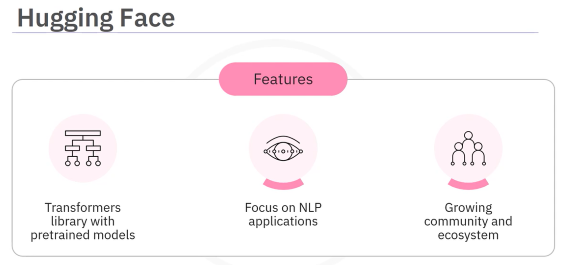 Hugging Face
Features
Transformers
library with
pretrained models
Focus on NLP
applications
Growing
community and
ecosystem